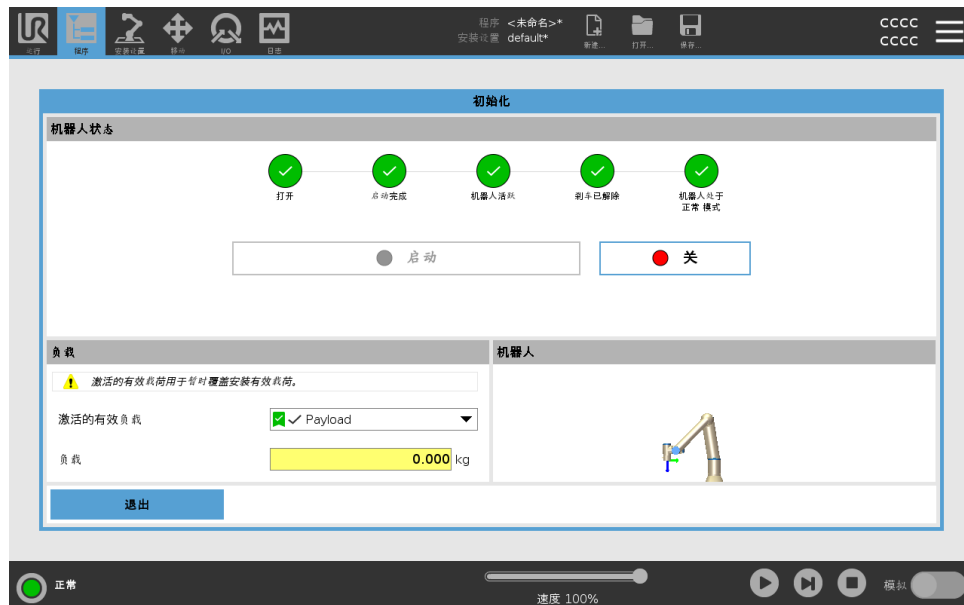 程序 <未命名>*
安装设置 default*
CCCC
CCCC
运行 程序 安装设置 移动 I/O 日志 新建... 打开... 保存...
初始化
机器人状态
打开 启动完成 机器人活跃 刹车已解除 机器人处于
正常 模式
启动 关
负载 机器人
激活的有效载荷用于暂时覆盖安装有效载荷。
激活的有效负载 Payload
负载 0.000 kg
退出
正常
速度 100%
模拟